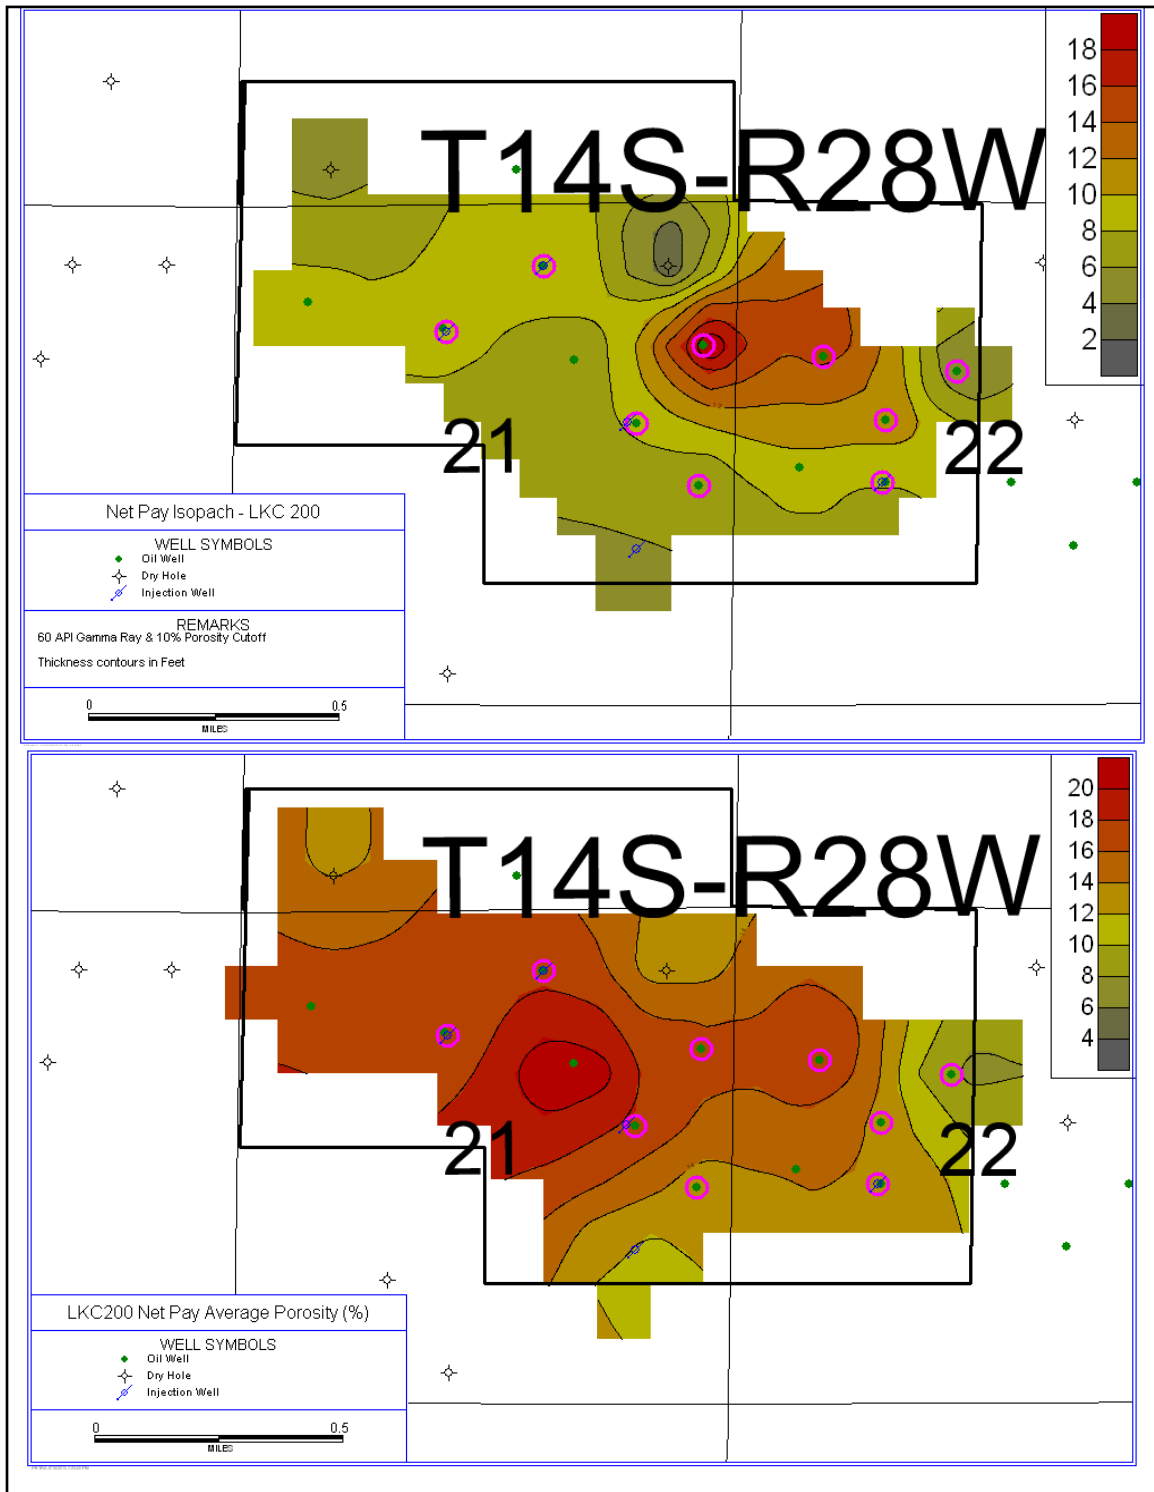 18
16
14
12
10
8
6
4
2
T14S-R28W
21
22
Net Pay Isopach - LKC 200
WELL SYMBOLS
Oil Well
Dry Hole
Injection Well
REMARKS
60 API Gamma Ray & 10% Porosity Cutoff
Thickness contours in Feet
0 0.5
MILES
20
18
16
14
12
10
8
6
4
T14S-R28W
21
22
LKC200 Net Pay Average Porosity (%)
WELL SYMBOLS
Oil Well
Dry Hole
Injection Well
0 0.5
MILES